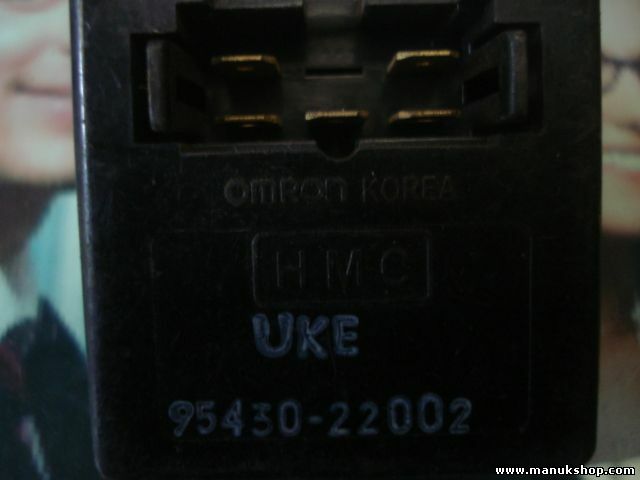 omron KOREA
HMC
UKE
95430-22002
www.manukshop.com